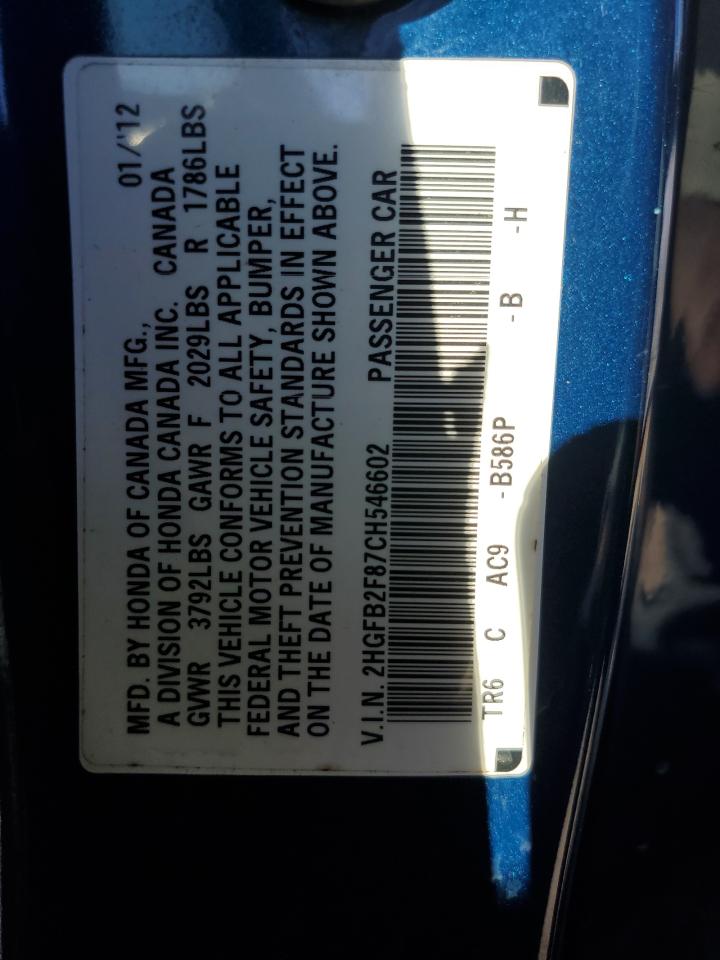 MFD. BY HONDA OF CANADA MFG., 01/'12
A DIVISION OF HONDA CANADA INC. CANADA
GVWR 3792LBS GAWR F 2029LBS R 1786LBS
THIS VEHICLE CONFORMS TO ALL APPLICABLE
FEDERAL MOTOR VEHICLE SAFETY, BUMPER,
AND THEFT PREVENTION STANDARDS IN EFFECT
ON THE DATE OF MANUFACTURE SHOWN ABOVE.
V.I.N. 2HGFB2F87CH546602 PASSENGER CAR
TR6 C AC9 -B586P -B -H